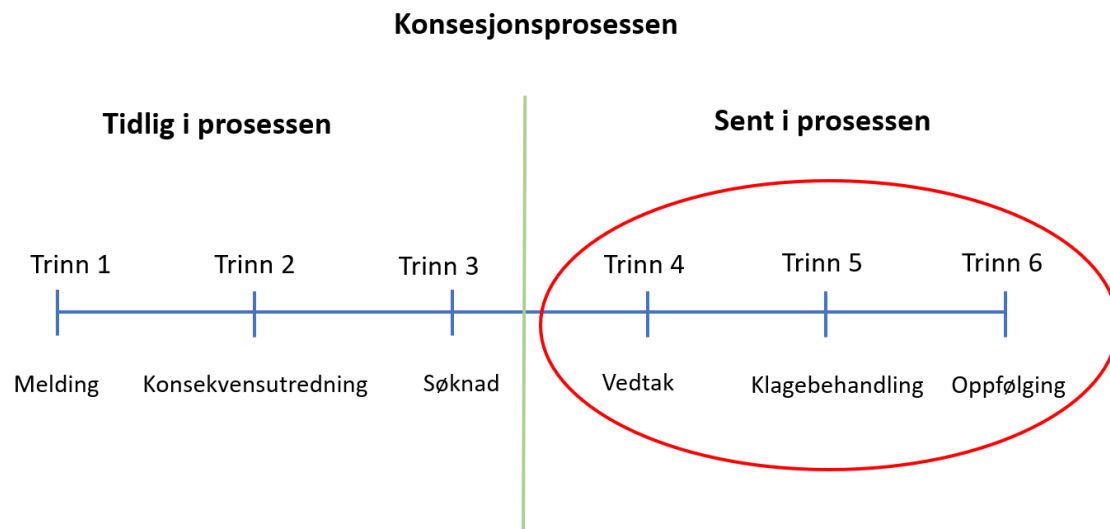 Konsesjonsprosessen
Tidlig i prosessen
Sent i prosessen
Trinn 1
Trinn 2
Trinn 3
Trinn 4
Trinn 5
Trinn 6
Melding
Konsekvensutredning
Søknad
Vedtak
Klagebehandling
Oppfølging